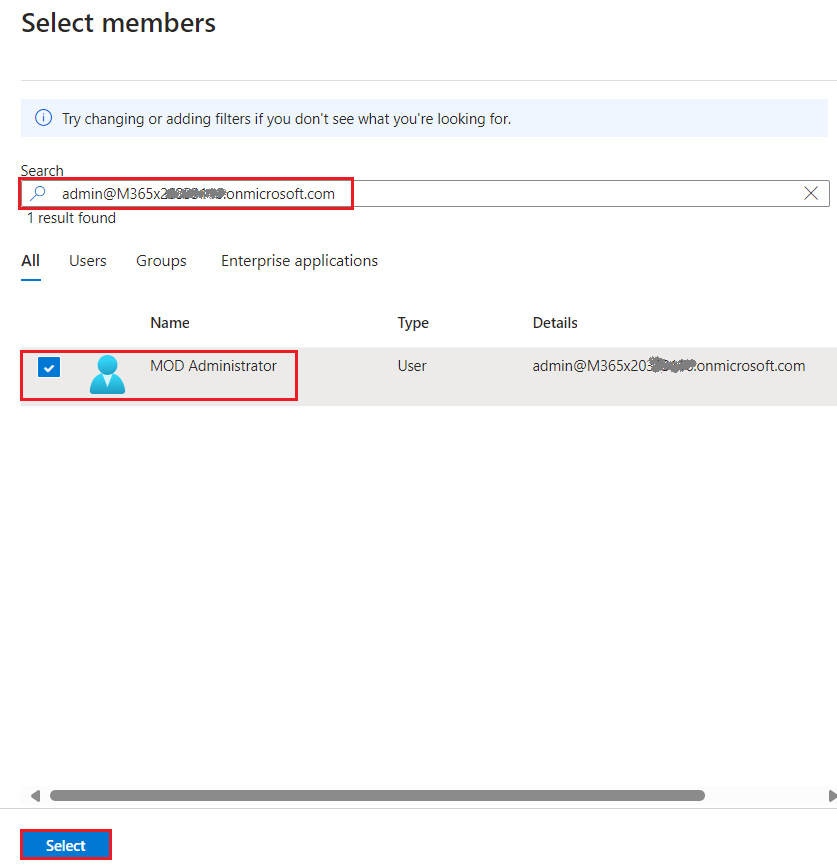 Select members
Try changing or adding filters if you don't see what you're looking for.
Search
admin@M365x2 .onmicrosoft.com
1 result found
All Users Groups Enterprise applications
Name Type Details
MOD Administrator User admin@M365x203 .onmicrosoft.com
Select